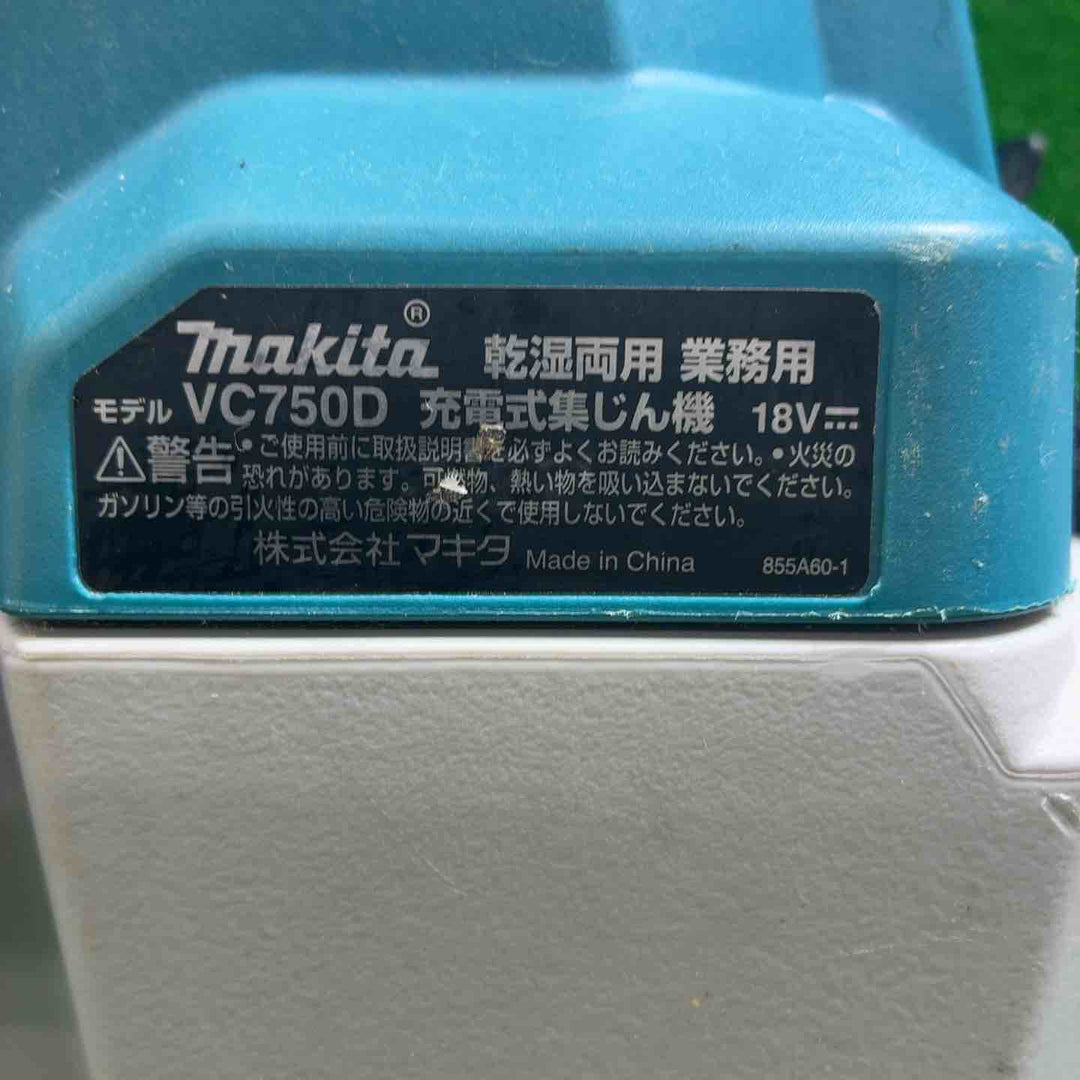 makita® 乾湿両用 業務用
モデル VC750D 充電式集じん機 18V
警告 • ご使用前に取扱説明書を必ずよくお読みください。• 火災の
恐れがあります。可燃物、熱い物を吸い込まないでください。
ガソリン等の引火性の高い危険物の近くで使用しないでください。
株式会社マキタ Made in China 855A60-1